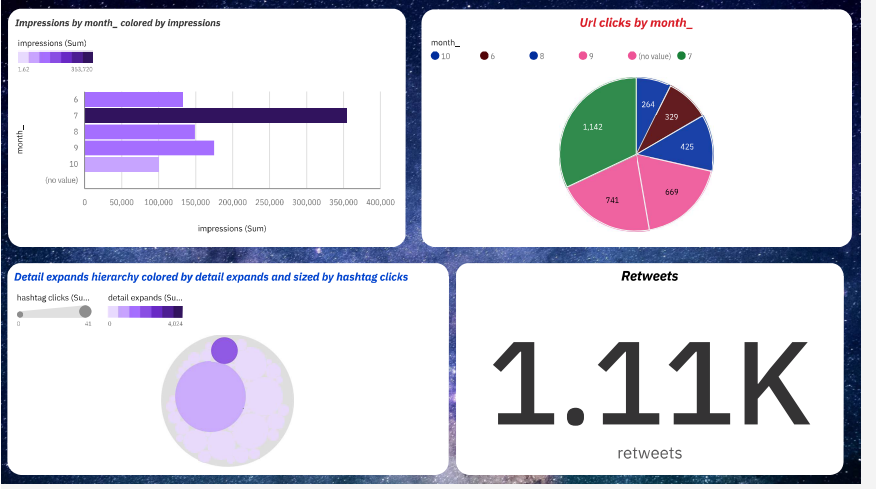 Impressions by month_ colored by impressions
impressions (Sum)
1.62 353,720
month_
6
7
8
9
10
(no value)
0 50,000 100,000 150,000 200,000 250,000 300,000 350,000 400,000
impressions (Sum)
Url clicks by month_
month_
10 6 8 9 (no value) 7
264
329
425
669
741
1,142
Detail expands hierarchy colored by detail expands and sized by hashtag clicks
hashtag clicks (Su... detail expands (Su...
0 41 0 4,024
Retweets
1.11K
retweets